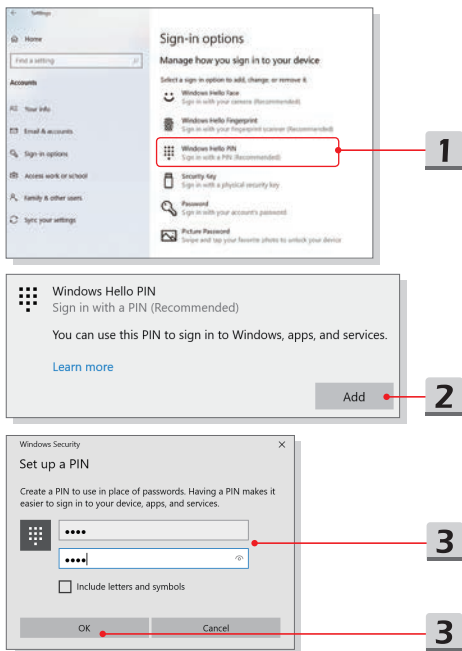 Settings
Home
Find a setting
Accounts
Your info
Email & accounts
Sign-in options
Access work or school
Family & other users
Sync your settings
Sign-in options
Manage how you sign in to your device
Select a sign-in option to add, change, or remove it.
Windows Hello Face
Sign in with your camera (Recommended)
Windows Hello Fingerprint
Sign in with your fingerprint scanner (Recommended)
Windows Hello PIN
Sign in with a PIN (Recommended)
Security Key
Sign in with a physical security key
Password
Sign in with your account's password
Picture Password
Swipe and tap your favorite photo to unlock your device
1
Windows Hello PIN
Sign in with a PIN (Recommended)
You can use this PIN to sign in to Windows, apps, and services.
Learn more
Add
2
Windows Security
Set up a PIN
Create a PIN to use in place of passwords. Having a PIN makes it
easier to sign in to your device, apps, and services.
3
Include letters and symbols
OK Cancel
3